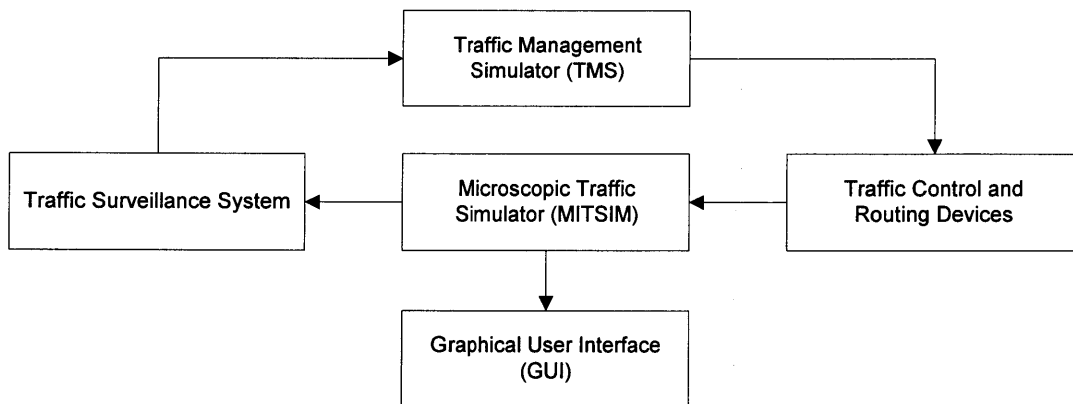 Traffic Management
Simulator (TMS)
Traffic Surveillance System
Microscopic Traffic
Simulator (MITSIM)
Traffic Control and
Routing Devices
Graphical User Interface
(GUI)